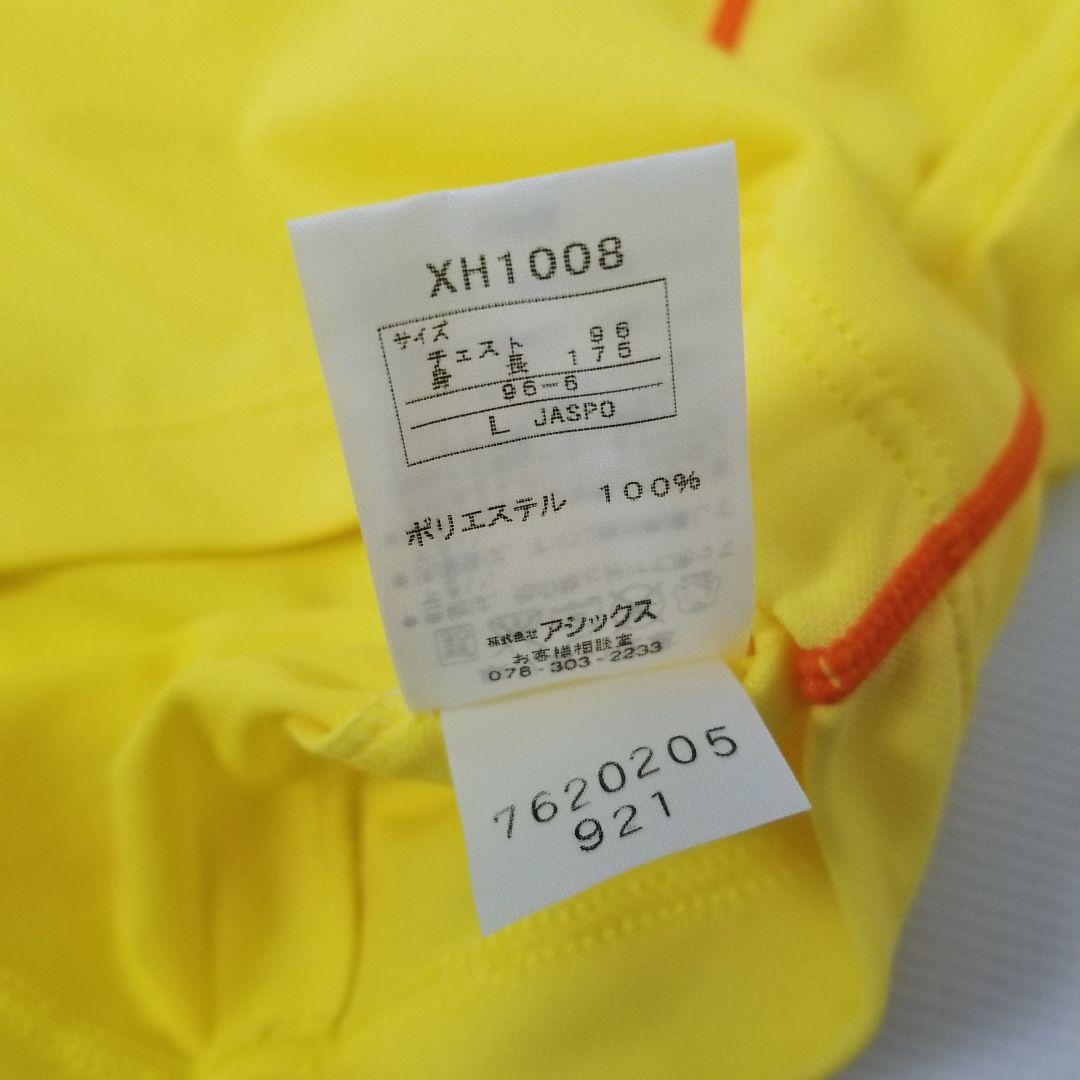 XH1008
サイズ
チェスト 96
身長 175
96-6
L JASPO
ポリエステル 100%
株式会社アシックス
お客様相談室
078-303-2233
7620205
921